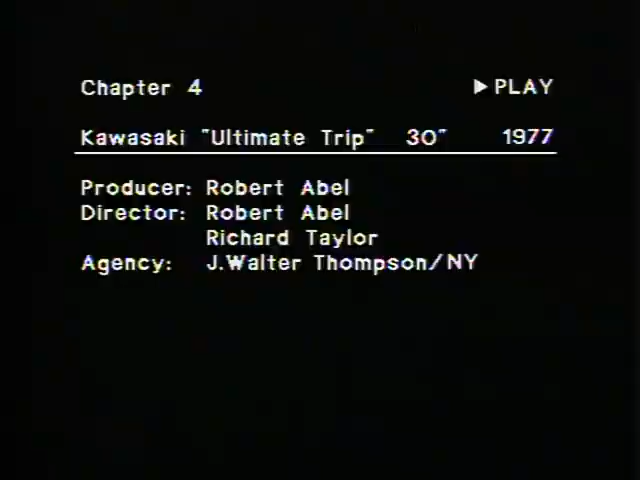 Chapter 4 ▶PLAY
Kawasaki "Ultimate Trip" 30" 1977
Producer: Robert Abel
Director: Robert Abel
Richard Taylor
Agency: J.Walter Thompson/NY